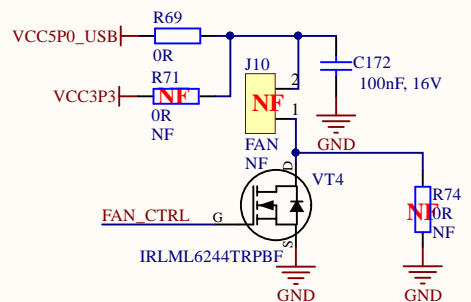 R69
VCC5P0_USB
0R
R71
VCC3P3
NF
0R
NF
J10
2
NF
1
FAN
NF
C172
100nF, 16V
GND
D
VT4
FAN_CTRL
G
S
IRLML6244TRPBF
GND
R74
0R
NF
NF
GND